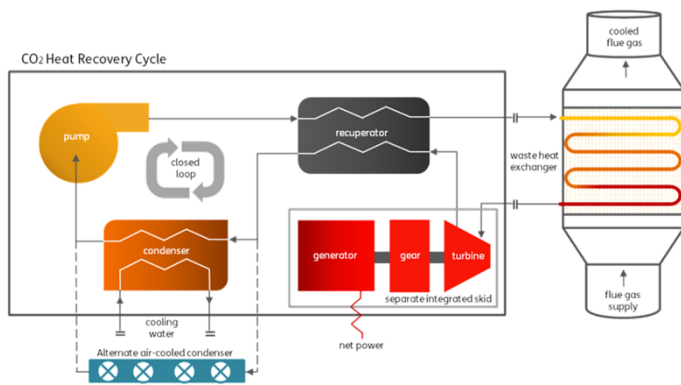 cooled
flue gas
CO₂ Heat Recovery Cycle
pump
closed
loop
recuperator
waste heat
exchanger
condenser
generator
gear
turbine
separate integrated skid
cooling
water
net power
flue gas
supply
Alternate air-cooled condenser